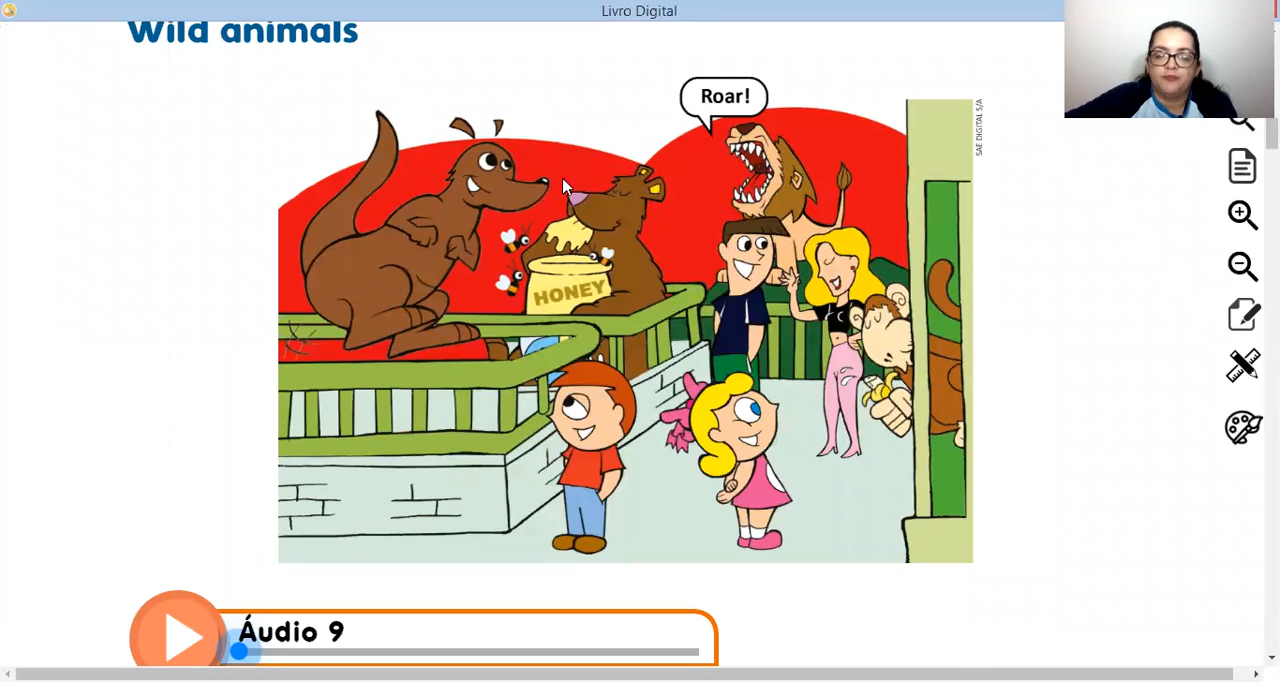 Livro Digital
Wild animals
Roar!
SAE DIGITAL S/A
HONEY
Áudio 9